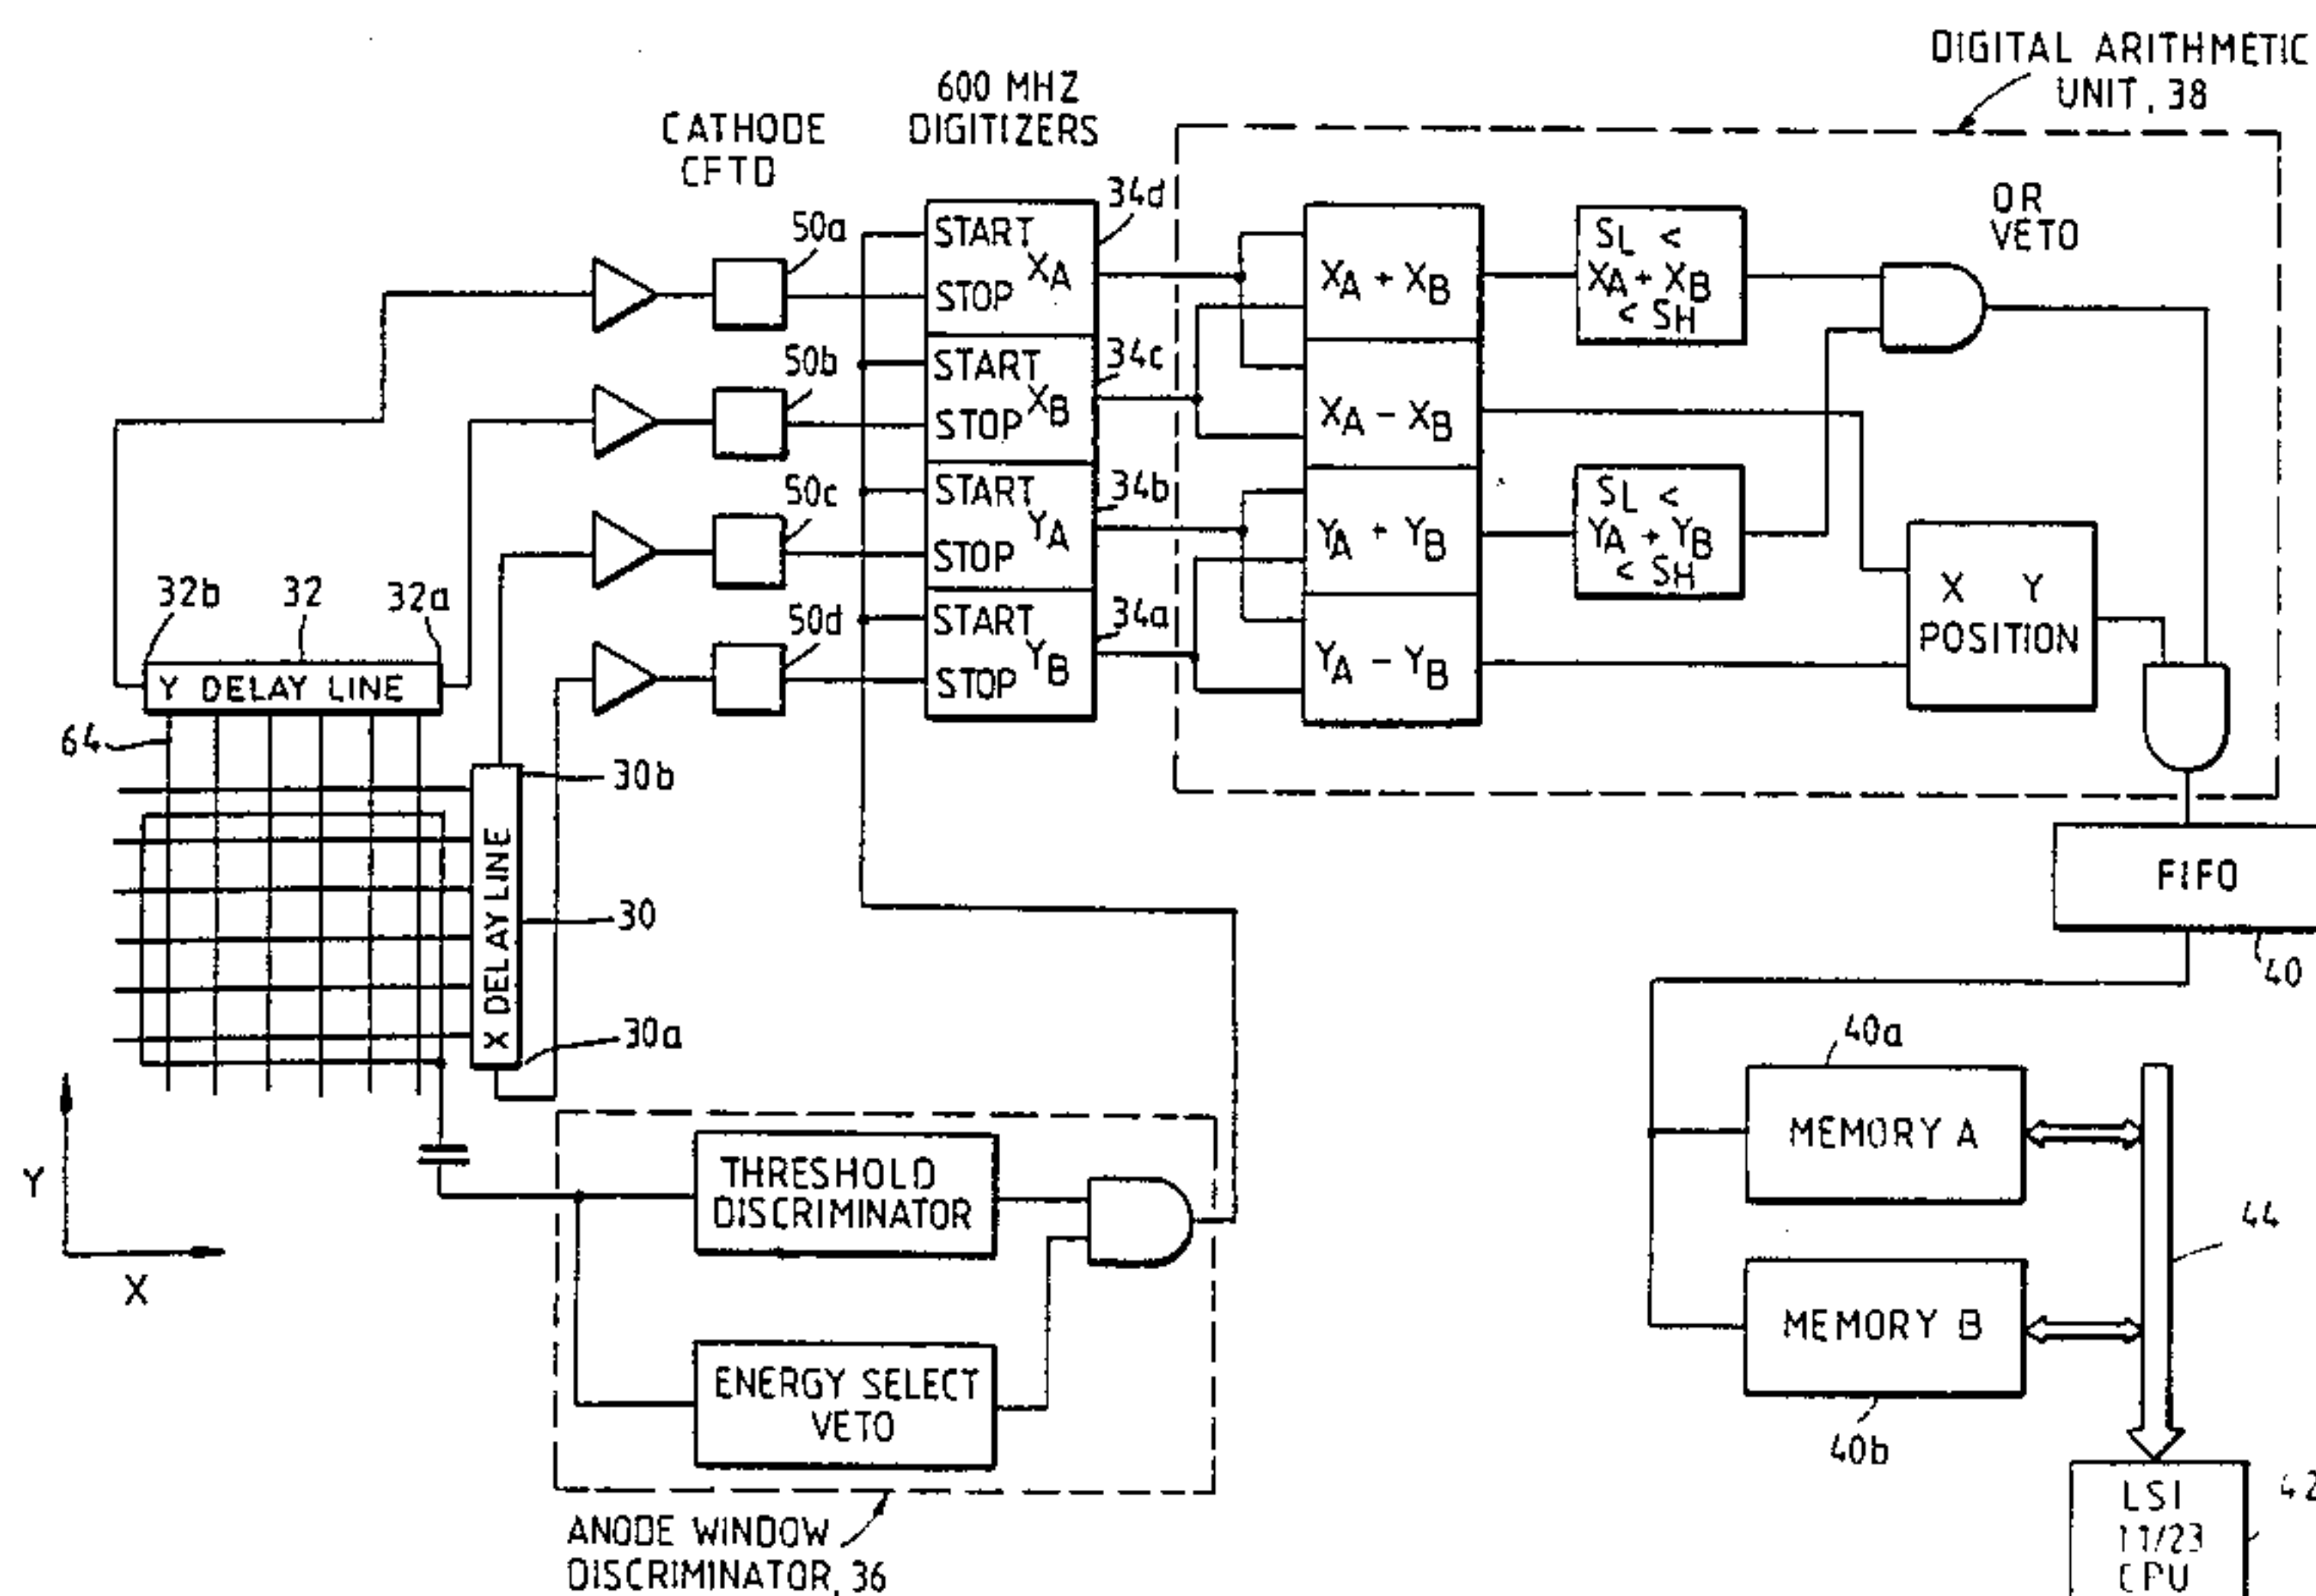 DIGITAL ARITHMETIC
UNIT, 38
600 MHZ
DIGITIZERS
CATHODE
CFTD
50a
50b
50c
50d
START
XA
STOP
START
XB
STOP
START
YA
STOP
START
YB
STOP
34d
34c
34b
34a
XA + XB
XA - XB
YA + YB
YA - YB
SL <
XA + XB
< SH
SL <
YA + YB
< SH
OR
VETO
X Y
POSITION
32b
32
32a
Y DELAY LINE
64
30b
X DELAY LINE
30
30a
Y
X
FIFO
40
THRESHOLD
DISCRIMINATOR
ENERGY SELECT
VETO
ANODE WINDOW
DISCRIMINATOR, 36
40a
MEMORY A
MEMORY B
40b
44
LSI
11/23
CPU
42